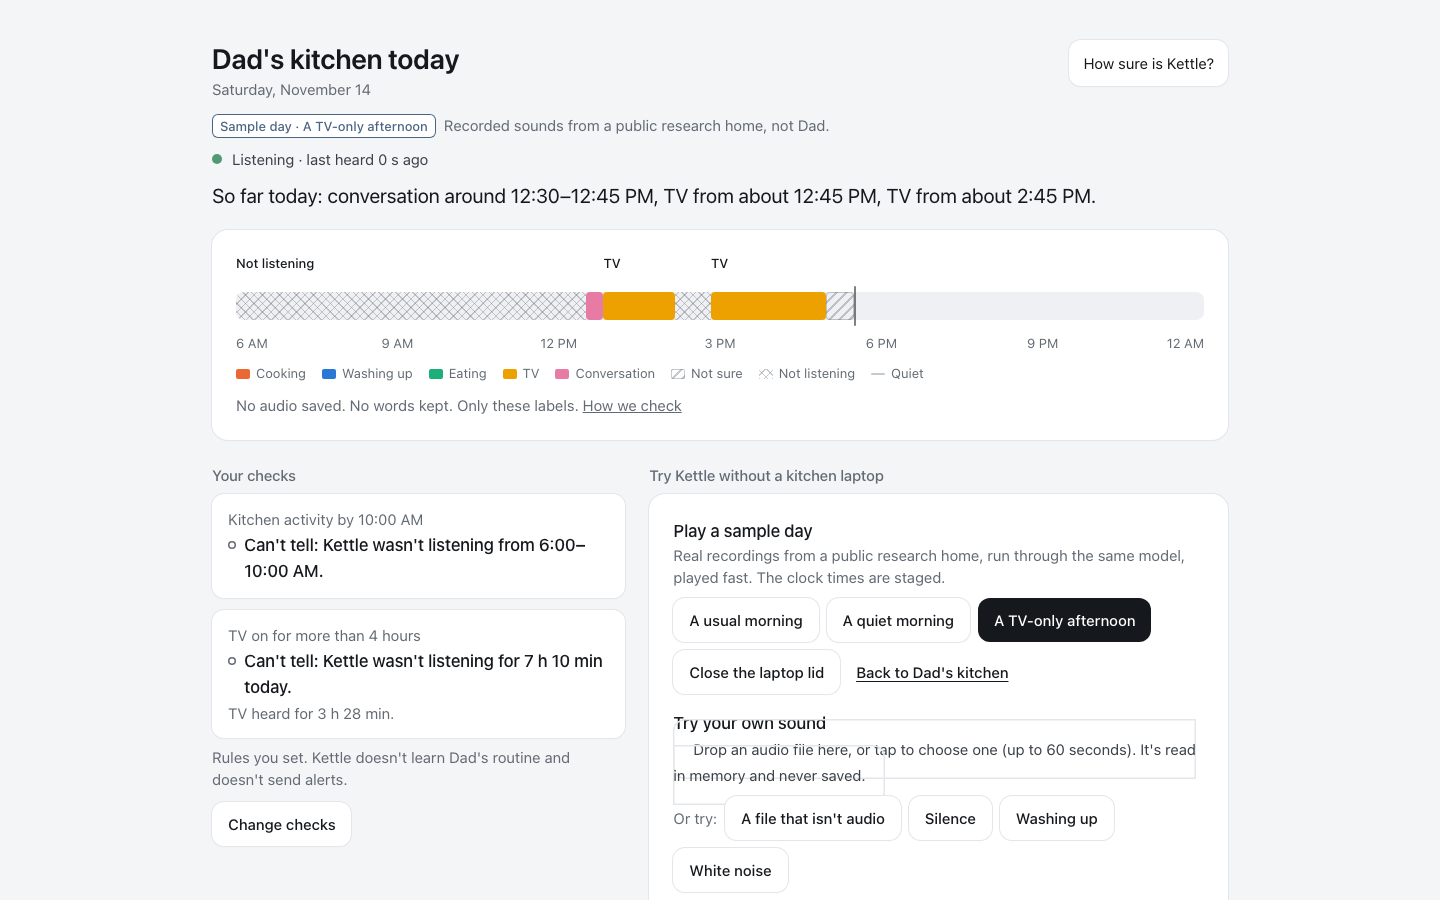 Dad's kitchen today
How sure is Kettle?
Saturday, November 14
Sample day · A TV-only afternoon Recorded sounds from a public research home, not Dad.
Listening · last heard 0 s ago
So far today: conversation around 12:30–12:45 PM, TV from about 12:45 PM, TV from about 2:45 PM.
Not listening TV TV
6 AM 9 AM 12 PM 3 PM 6 PM 9 PM 12 AM
Cooking Washing up Eating TV Conversation Not sure Not listening Quiet
No audio saved. No words kept. Only these labels. How we check
Your checks
Kitchen activity by 10:00 AM
Can't tell: Kettle wasn't listening from 6:00–
10:00 AM.
TV on for more than 4 hours
Can't tell: Kettle wasn't listening for 7 h 10 min
today.
TV heard for 3 h 28 min.
Rules you set. Kettle doesn't learn Dad's routine and
doesn't send alerts.
Change checks
Try Kettle without a kitchen laptop
Play a sample day
Real recordings from a public research home, run through the same model,
played fast. The clock times are staged.
A usual morning A quiet morning A TV-only afternoon
Close the laptop lid Back to Dad's kitchen
Try your own sound
Drop an audio file here, or tap to choose one (up to 60 seconds). It's read
in memory and never saved.
Or try: A file that isn't audio Silence Washing up
White noise